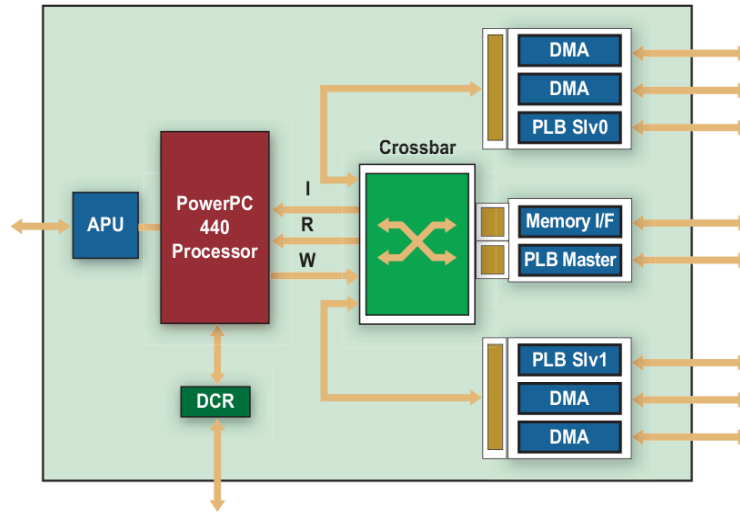 DMA
DMA
PLB Slv0
Crossbar
I
R
W
APU
PowerPC
440
Processor
Memory I/F
PLB Master
DCR
PLB Slv1
DMA
DMA